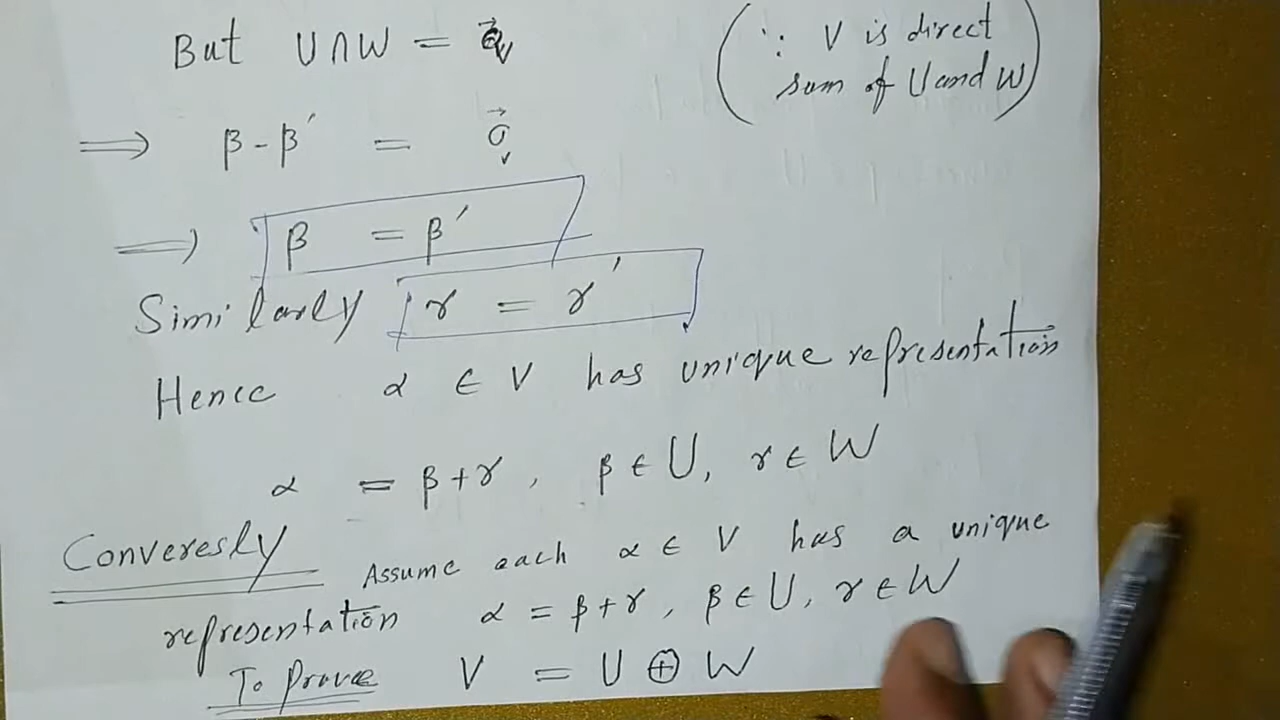 But U∩W = 0⃗ᵥ (∵ V is direct
sum of U and W)
⟹ β - β′ = 0⃗ᵥ
⟹ β = β′
Similarly γ = γ′
Hence α ∈ V has unique representation
α = β + γ, β ∈ U, γ ∈ W
Converesly Assume each α ∈ V has a unique
representation α = β + γ, β ∈ U, γ ∈ W
To Prove V = U ⊕ W